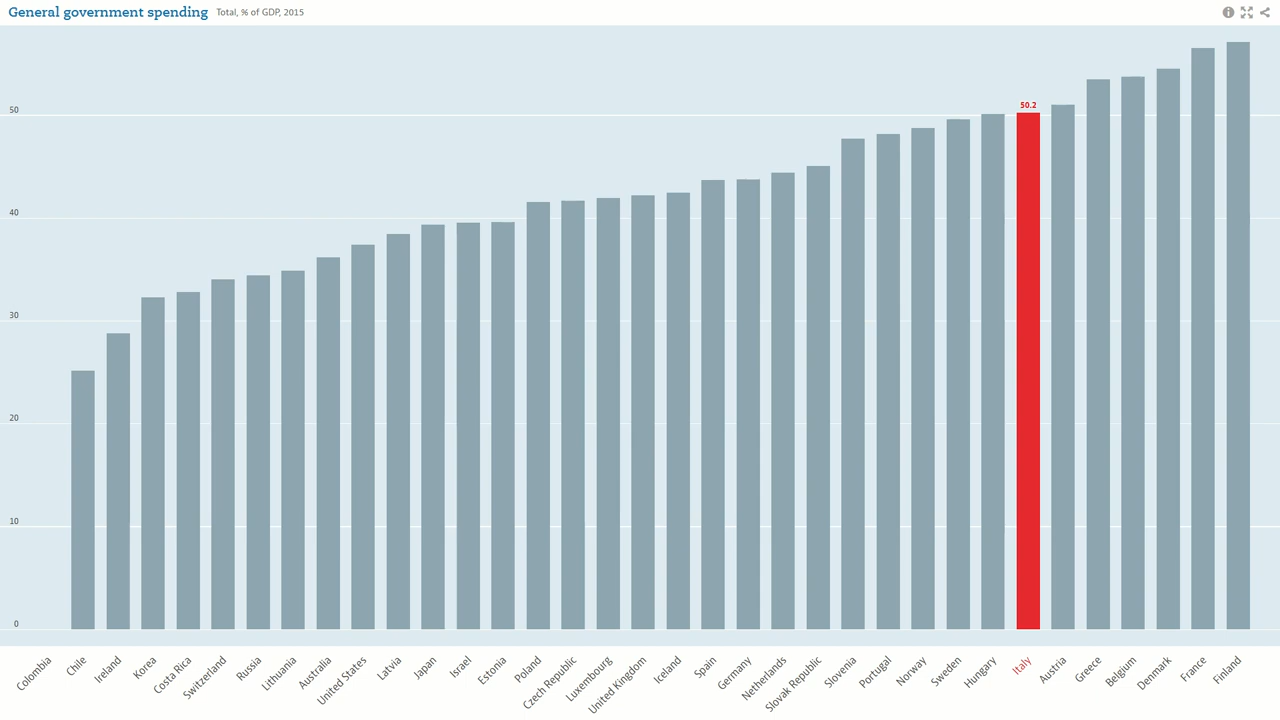 General government spending Total, % of GDP, 2015
50
40
30
20
10
0
50.2
Colombia
Chile
Ireland
Korea
Costa Rica
Switzerland
Russia
Lithuania
Australia
United States
Latvia
Japan
Israel
Estonia
Poland
Czech Republic
Luxembourg
United Kingdom
Iceland
Spain
Germany
Netherlands
Slovak Republic
Slovenia
Portugal
Norway
Sweden
Hungary
Italy
Austria
Greece
Belgium
Denmark
France
Finland